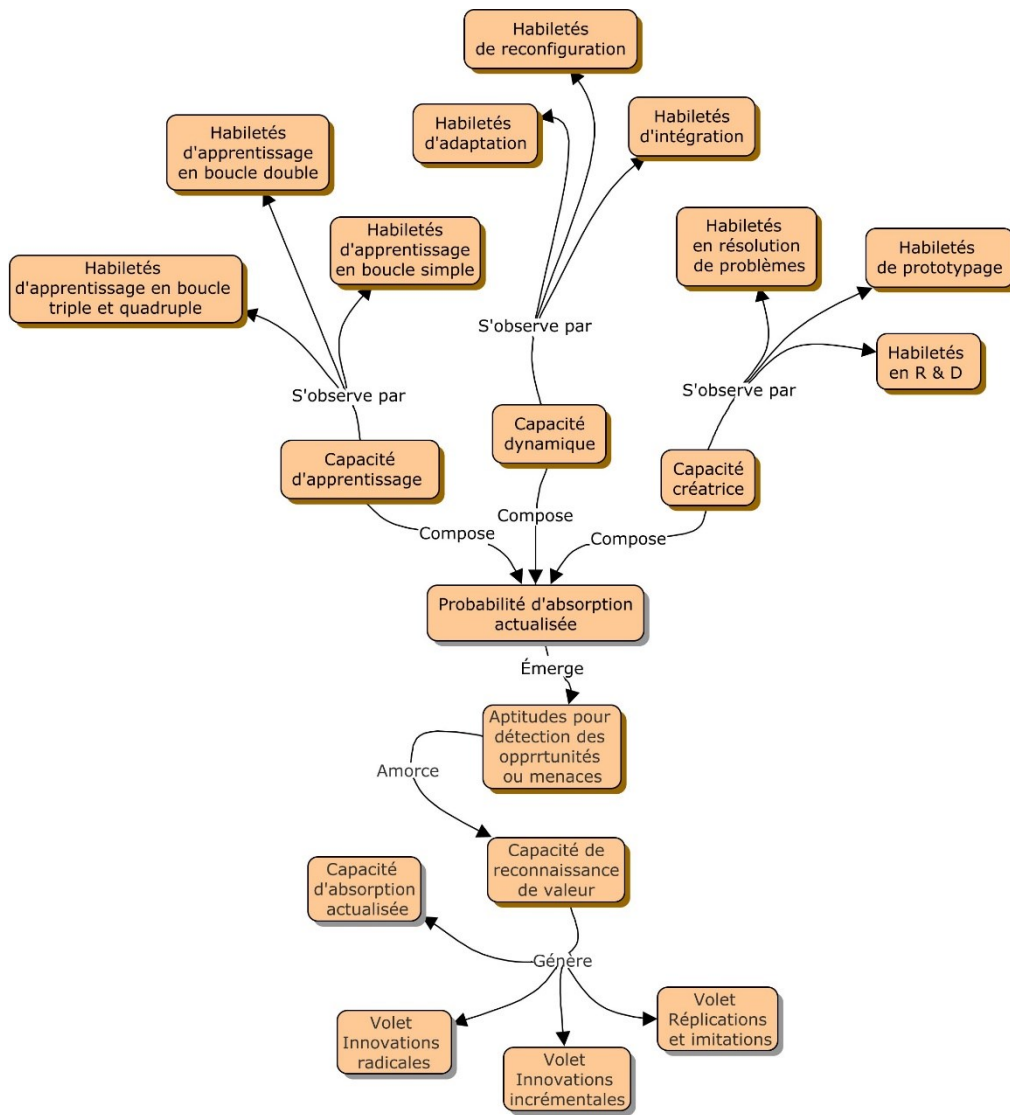 Habiletés
de reconfiguration
Habiletés
d'adaptation
Habiletés
d'intégration
Habiletés
d'apprentissage
en boucle double
Habiletés
d'apprentissage
en boucle simple
Habiletés
d'apprentissage en boucle
triple et quadruple
Habiletés
en résolution
de problèmes
Habiletés
de prototypage
Habiletés
en R & D
S'observe par
S'observe par
S'observe par
Capacité
d'apprentissage
Capacité
dynamique
Capacité
créatrice
Compose
Compose
Compose
Probabilité d'absorption
actualisée
Émerge
Aptitudes pour
détection des
opprrtunités
ou menaces
Amorce
Capacité de
reconnaissance
de valeur
Capacité
d'absorption
actualisée
Génère
Volet
Innovations
radicales
Volet
Innovations
incrémentales
Volet
Réplications
et imitations